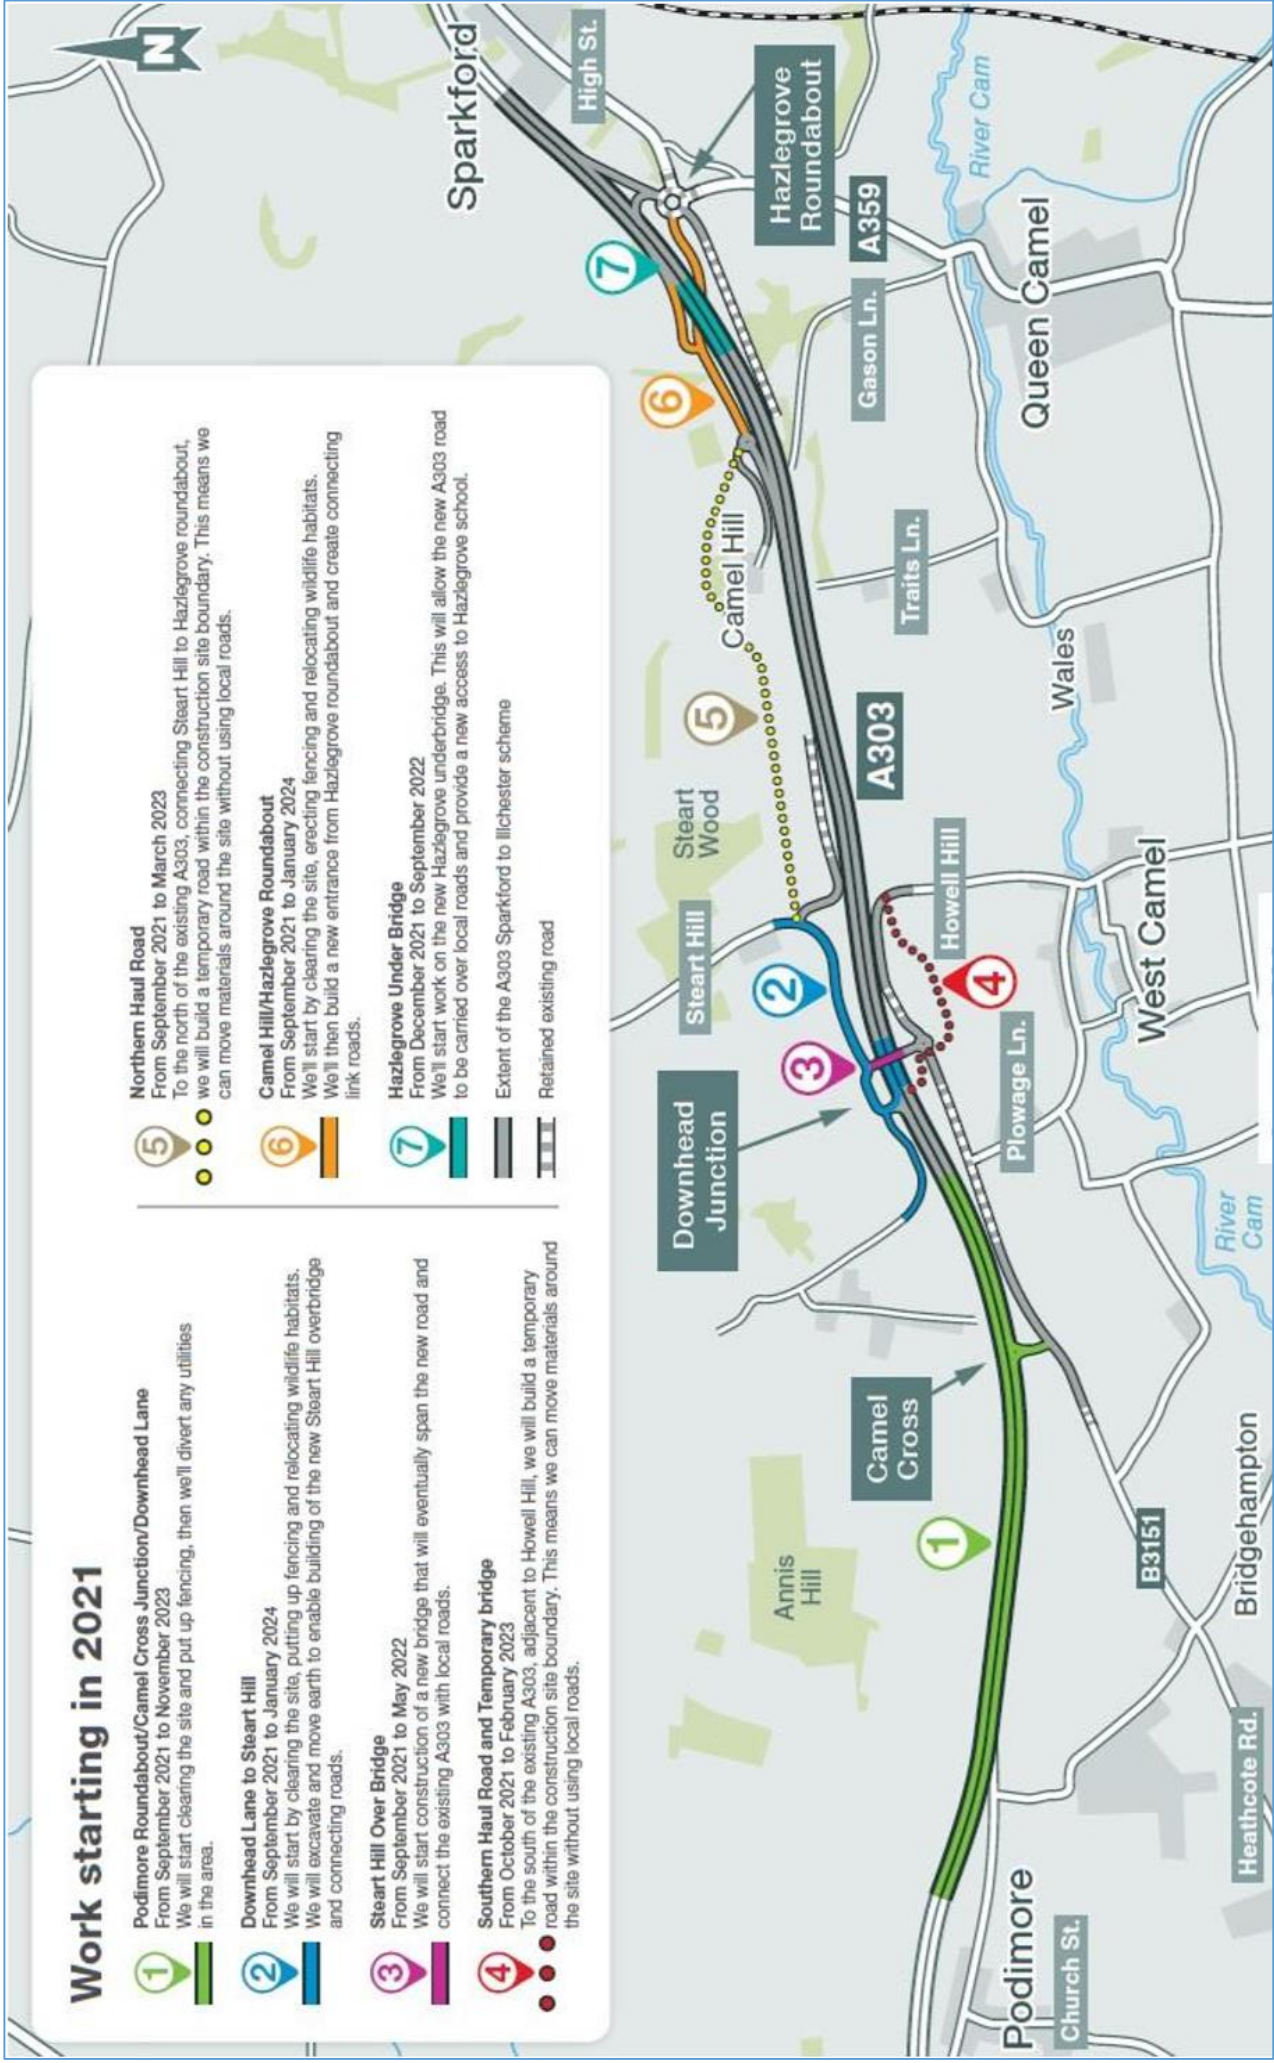 Work starting in 2021
1
Podimore Roundabout/Camel Cross Junction/Downhead Lane
From September 2021 to November 2023
We will start clearing the site and put up fencing, then we'll divert any utilities
in the area.
2
Downhead Lane to Steart Hill
From September 2021 to January 2024
We will start by clearing the site, putting up fencing and relocating wildlife habitats.
We will excavate and move earth to enable building of the new Steart Hill overbridge
and connecting roads.
3
Steart Hill Over Bridge
From September 2021 to May 2022
We will start construction of a new bridge that will eventually span the new road and
connect the existing A303 with local roads.
4
Southern Haul Road and Temporary bridge
From October 2021 to February 2023
To the south of the existing A303, adjacent to Howell Hill, we will build a temporary
road within the construction site boundary. This means we can move materials around
the site without using local roads.
5
Northern Haul Road
From September 2021 to March 2023
To the north of the existing A303, connecting Steart Hill to Hazlegrove roundabout,
we will build a temporary road within the construction site boundary. This means we
can move materials around the site without using local roads.
6
Camel Hill/Hazlegrove Roundabout
From September 2021 to January 2024
We'll start by clearing the site, erecting fencing and relocating wildlife habitats.
We'll then build a new entrance from Hazlegrove roundabout and create connecting
link roads.
7
Hazlegrove Under Bridge
From December 2021 to September 2022
We'll start work on the new Hazlegrove underbridge. This will allow the new A303 road
to be carried over local roads and provide a new access to Hazlegrove school.
Extent of the A303 Sparkford to Ilchester scheme
Retained existing road
N
Sparkford
High St.
7
Hazlegrove
Roundabout
6
A359
Gason Ln.
River Cam
Queen Camel
Camel Hill
Traits Ln.
5
Steart
Wood
A303
Wales
Steart Hill
Howell Hill
2
4
West Camel
3
Downhead
Junction
Plowage Ln.
River
Cam
Camel
Cross
1
Annis
Hill
B3151
Bridgehampton
Heathcote Rd.
Podimore
Church St.